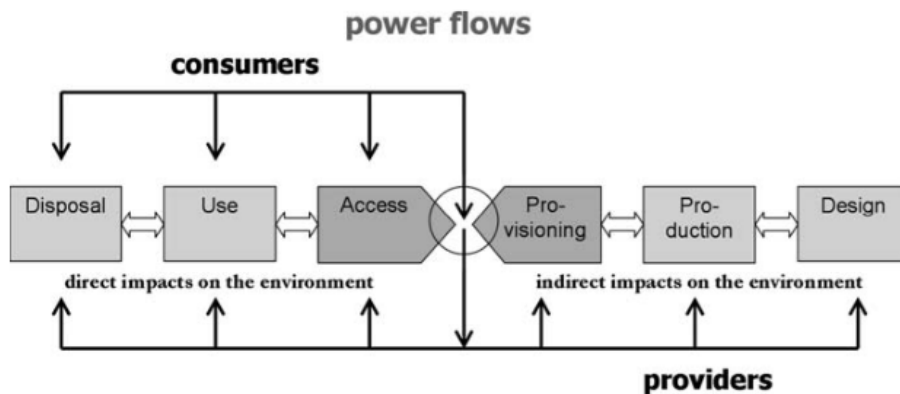 power flows
consumers
Disposal
Use
Access
Pro-
visioning
Pro-
duction
Design
direct impacts on the environment
indirect impacts on the environment
providers